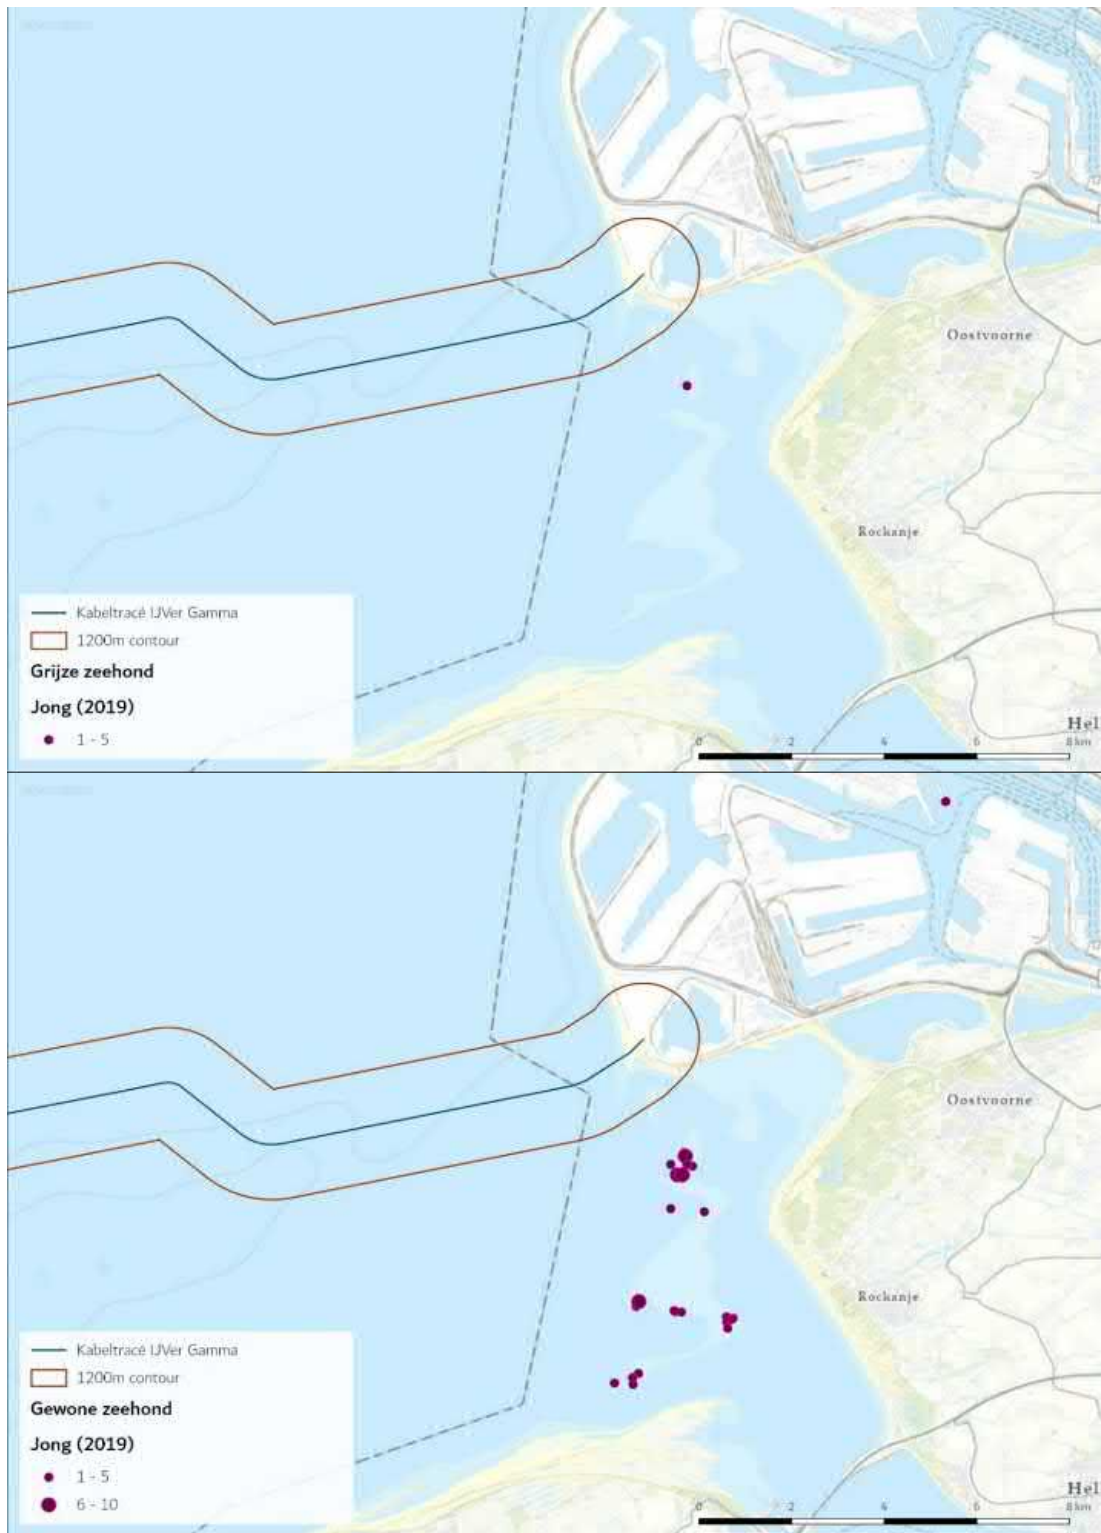 Oostvoorne
Rockanje
Kabeltracé IJVer Gamma
1200m contour
Grijze zeehond
Jong (2019)
1 - 5
Hel
0 2 4 6 8 km
Oostvoorne
Rockanje
Kabeltracé IJVer Gamma
1200m contour
Gewone zeehond
Jong (2019)
1 - 5
6 - 10
Hel
0 2 4 6 8 km